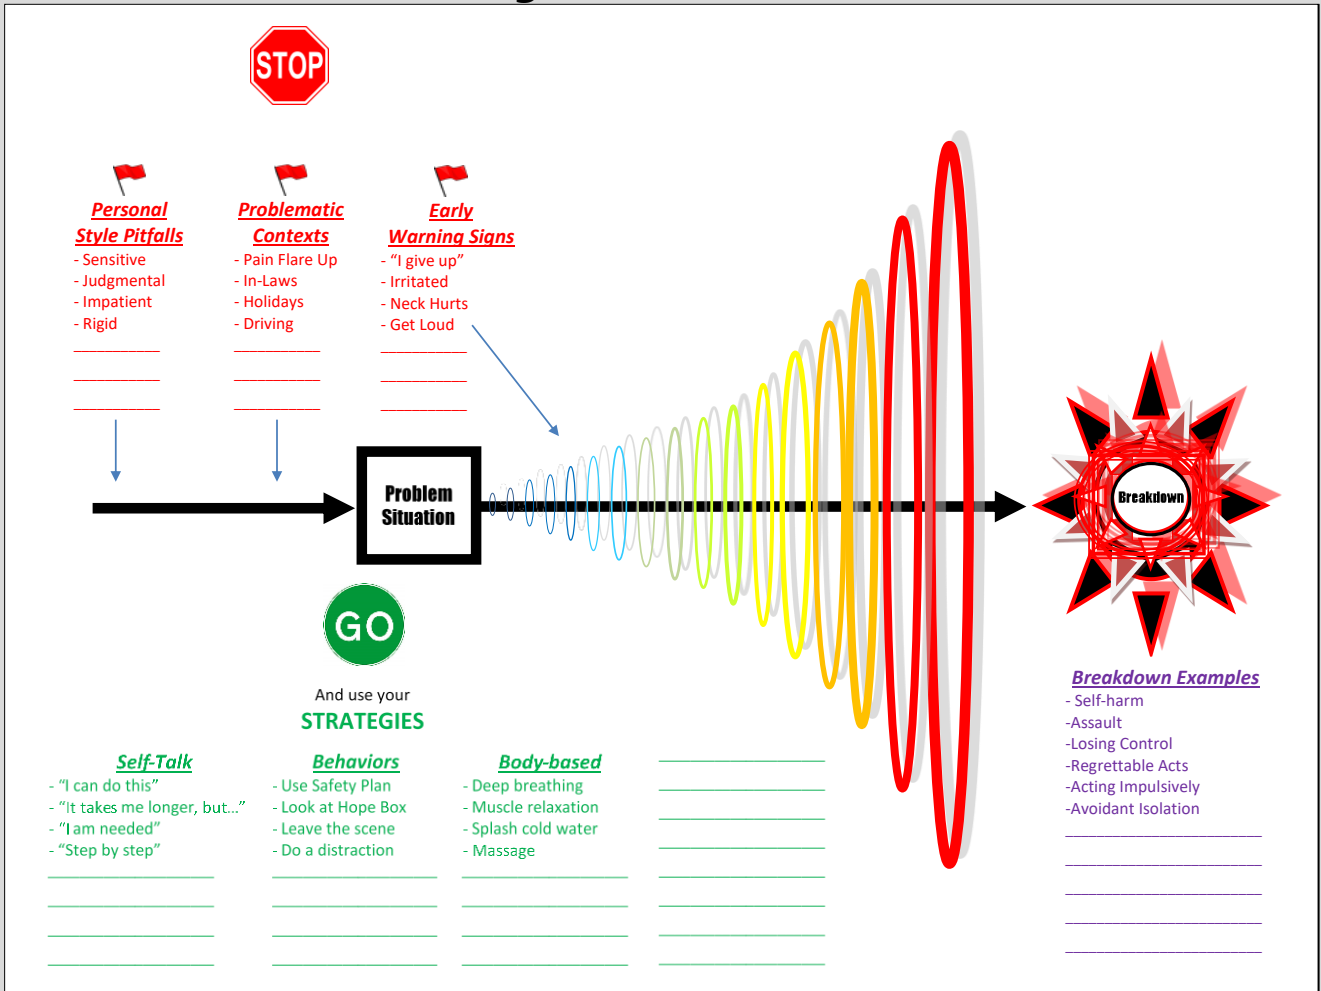 STOP
Personal
Style Pitfalls
- Sensitive
- Judgmental
- Impatient
- Rigid
Problematic
Contexts
- Pain Flare Up
- In-Laws
- Holidays
- Driving
Early
Warning Signs
- “I give up”
- Irritated
- Neck Hurts
- Get Loud
Problem
Situation
Breakdown
GO
And use your
STRATEGIES
Self-Talk
- “I can do this”
- “It takes me longer, but...”
- “I am needed”
- “Step by step”
Behaviors
- Use Safety Plan
- Look at Hope Box
- Leave the scene
- Do a distraction
Body-based
- Deep breathing
- Muscle relaxation
- Splash cold water
- Massage
Breakdown Examples
- Self-harm
-Assault
-Losing Control
-Regrettable Acts
-Acting Impulsively
-Avoidant Isolation